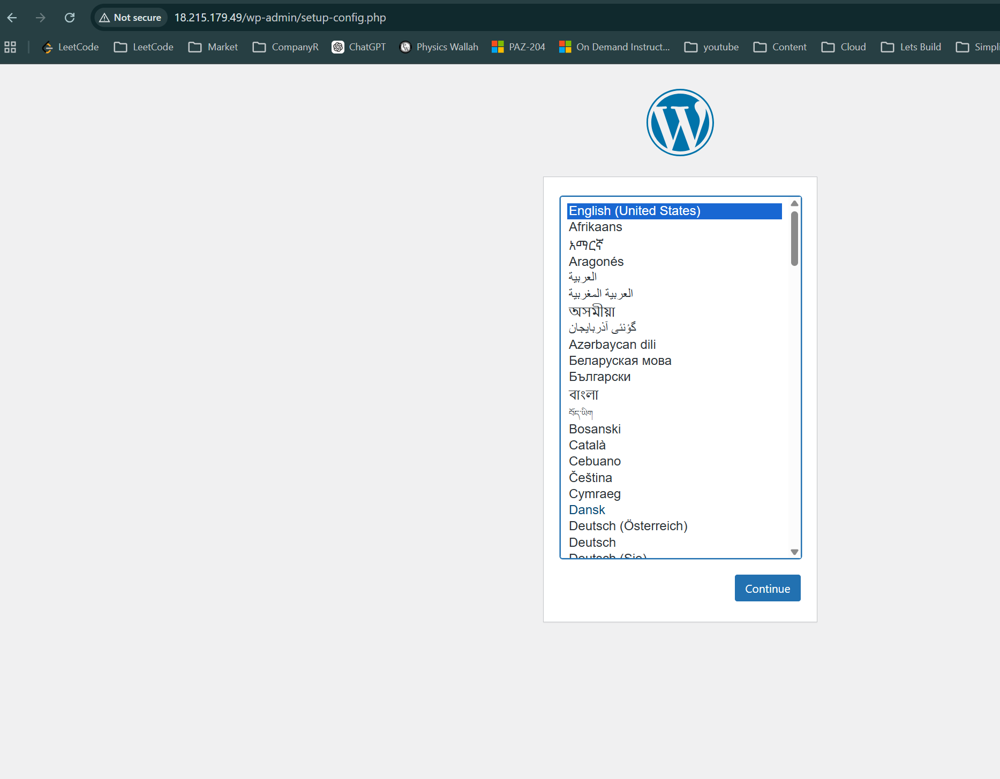 Not secure 18.215.179.49/wp-admin/setup-config.php
LeetCode LeetCode Market CompanyR ChatGPT Physics Wallah PAZ-204 On Demand Instruct... youtube Content Cloud Lets Build Simpli
English (United States)
Afrikaans
አማርኛ
Aragonés
العربية
العربية المغربية
অসমীয়া
گؤنئی آذربایجان
Azərbaycan dili
Беларуская мова
Български
বাংলা
བོད་ཡིག
Bosanski
Català
Cebuano
Čeština
Cymraeg
Dansk
Deutsch (Österreich)
Deutsch
Deutsch (Sie)
Continue